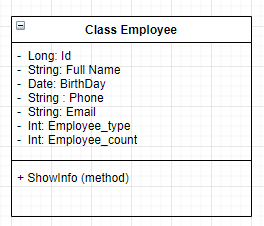 Class Employee
- Long: Id
- String: Full Name
- Date: BirthDay
- String : Phone
- String: Email
- Int: Employee_type
- Int: Employee_count
+ ShowInfo (method)